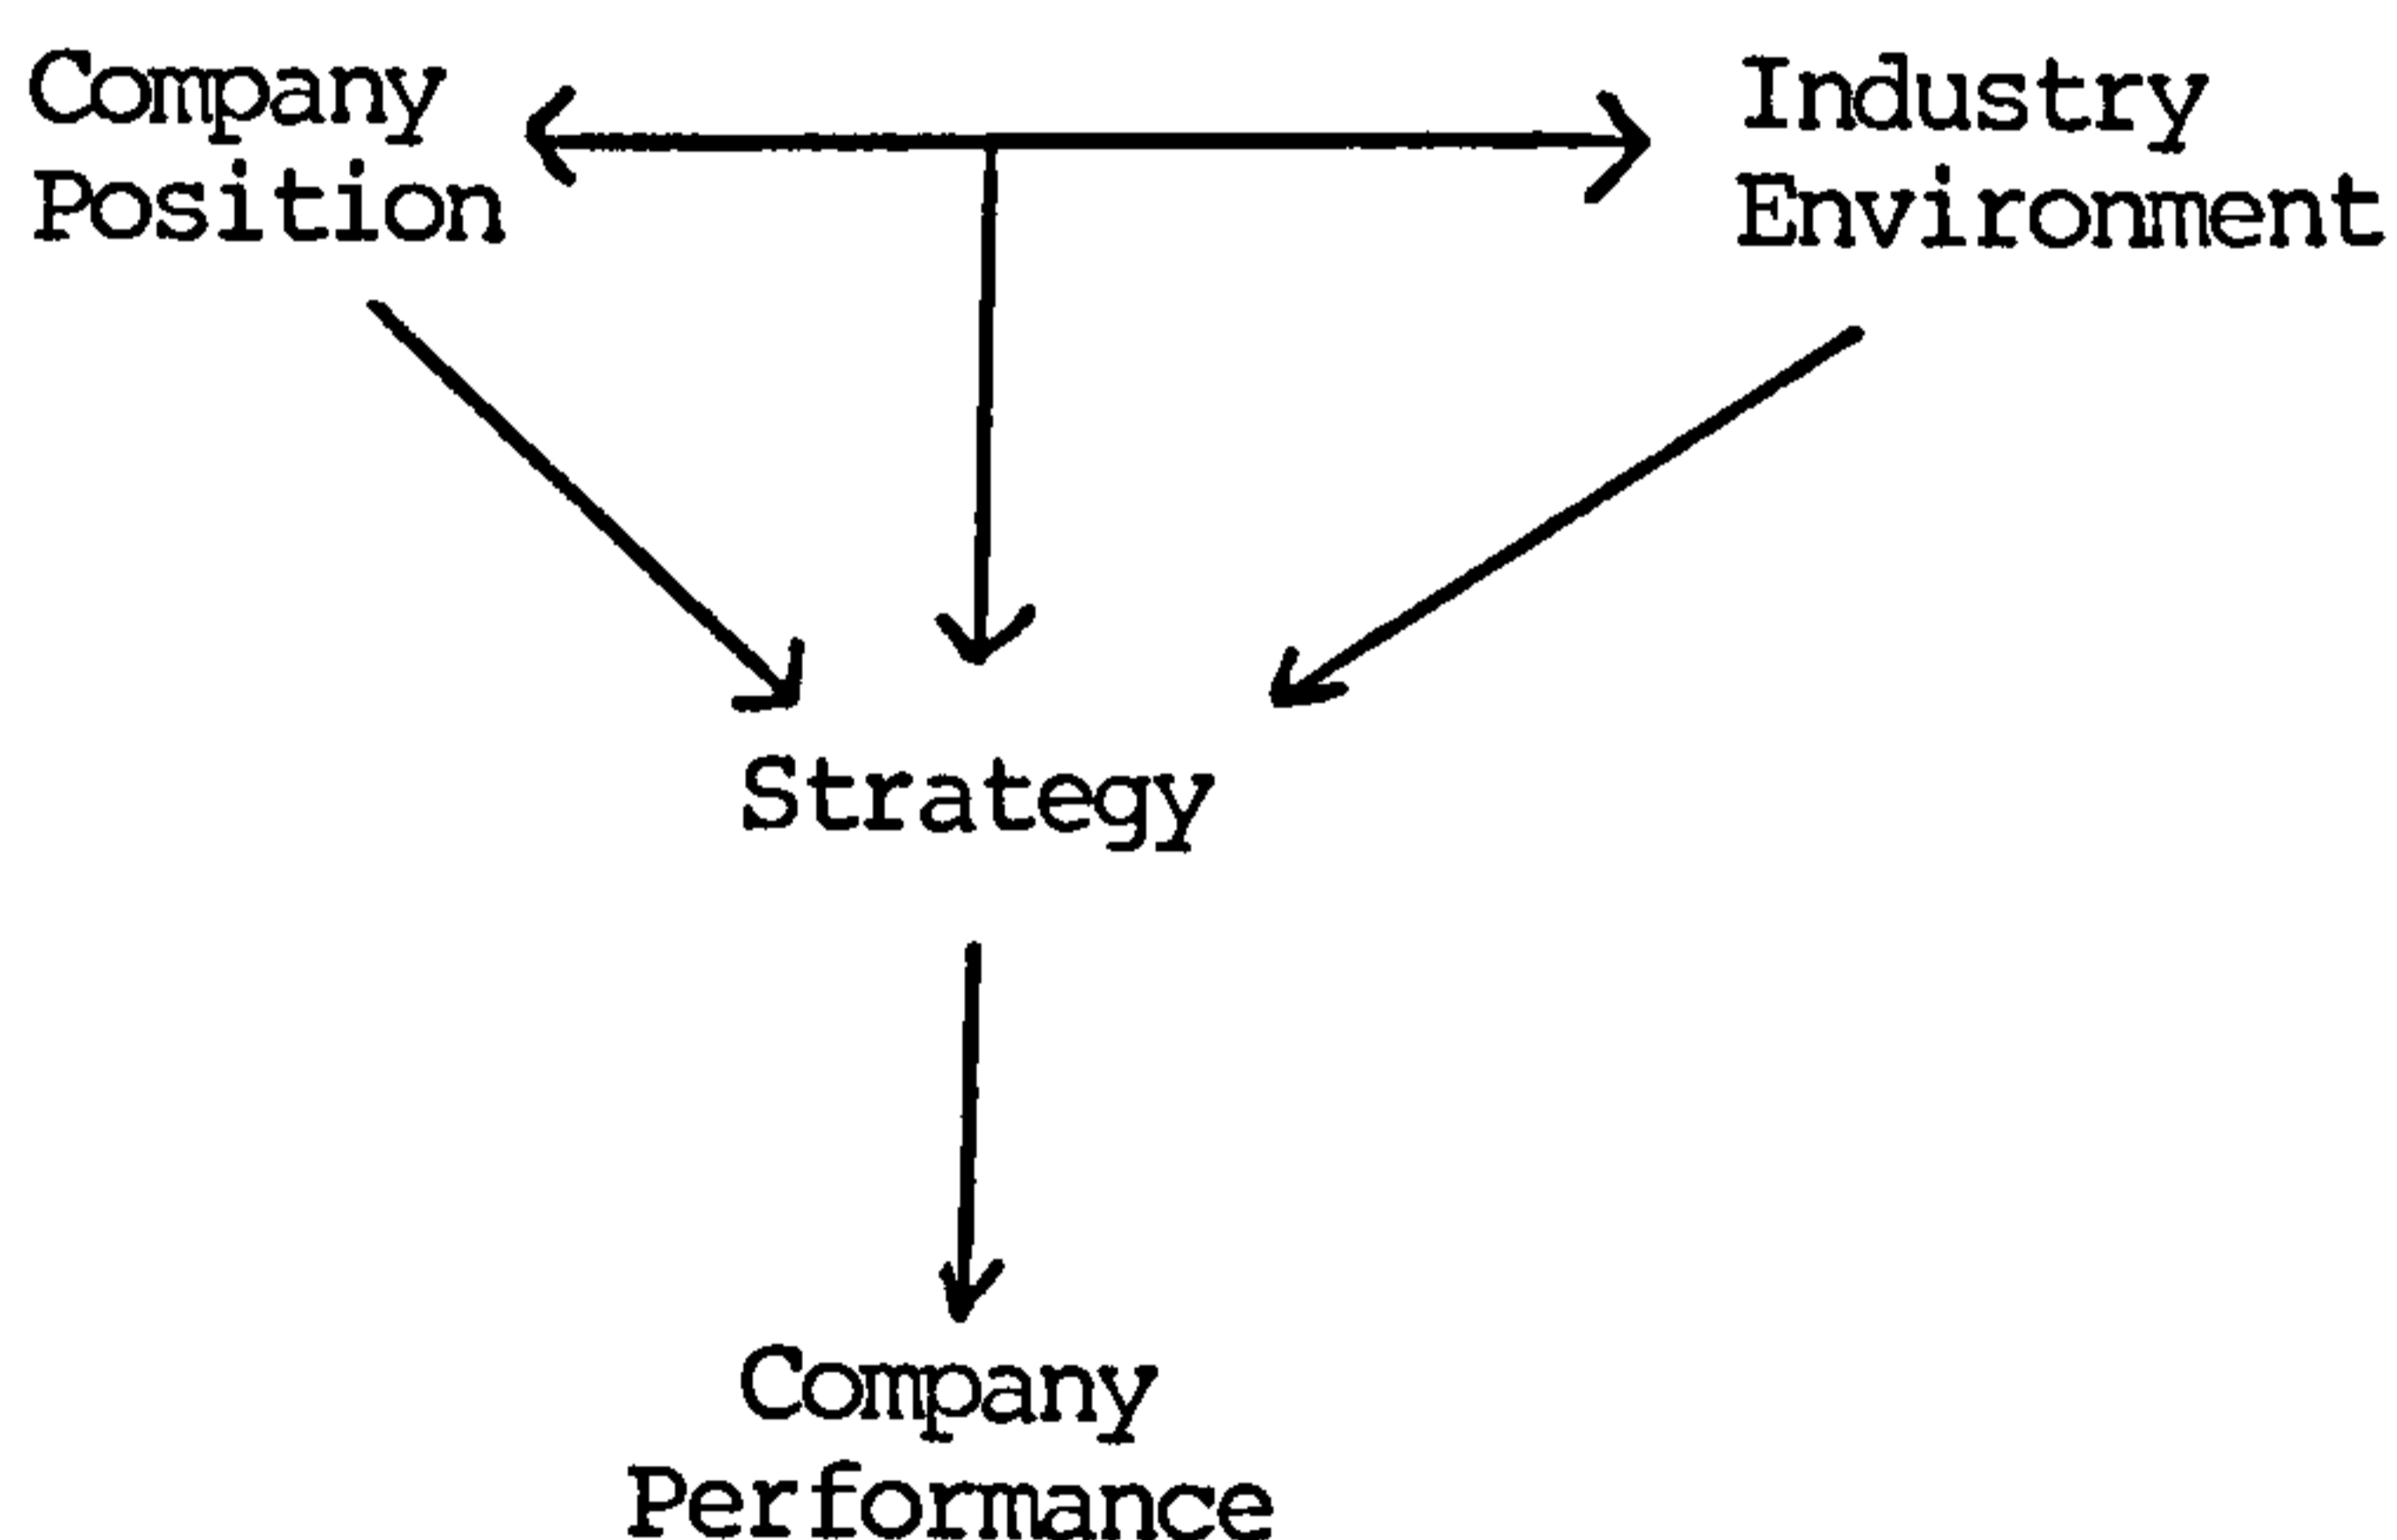 Company
Position
Industry
Environment
Strategy
Company
Performance